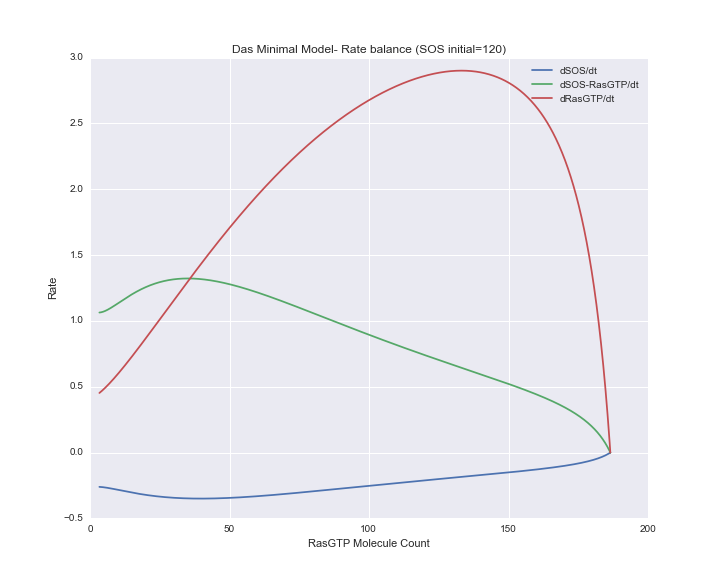 Das Minimal Model- Rate balance (SOS initial=120)
3.0
2.5
2.0
1.5
1.0
0.5
0.0
−0.5
Rate
dSOS/dt
dSOS-RasGTP/dt
dRasGTP/dt
0 50 100 150 200
RasGTP Molecule Count